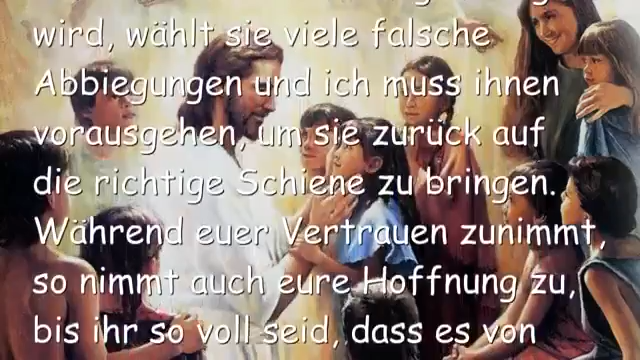 wird, wählt sie viele falsche
Abbiegungen und ich muss ihnen
vorausgehen, um sie zurück auf
die richtige Schiene zu bringen.
Während euer Vertrauen zunimmt,
so nimmt auch eure Hoffnung zu,
bis ihr so voll seid, dass es von